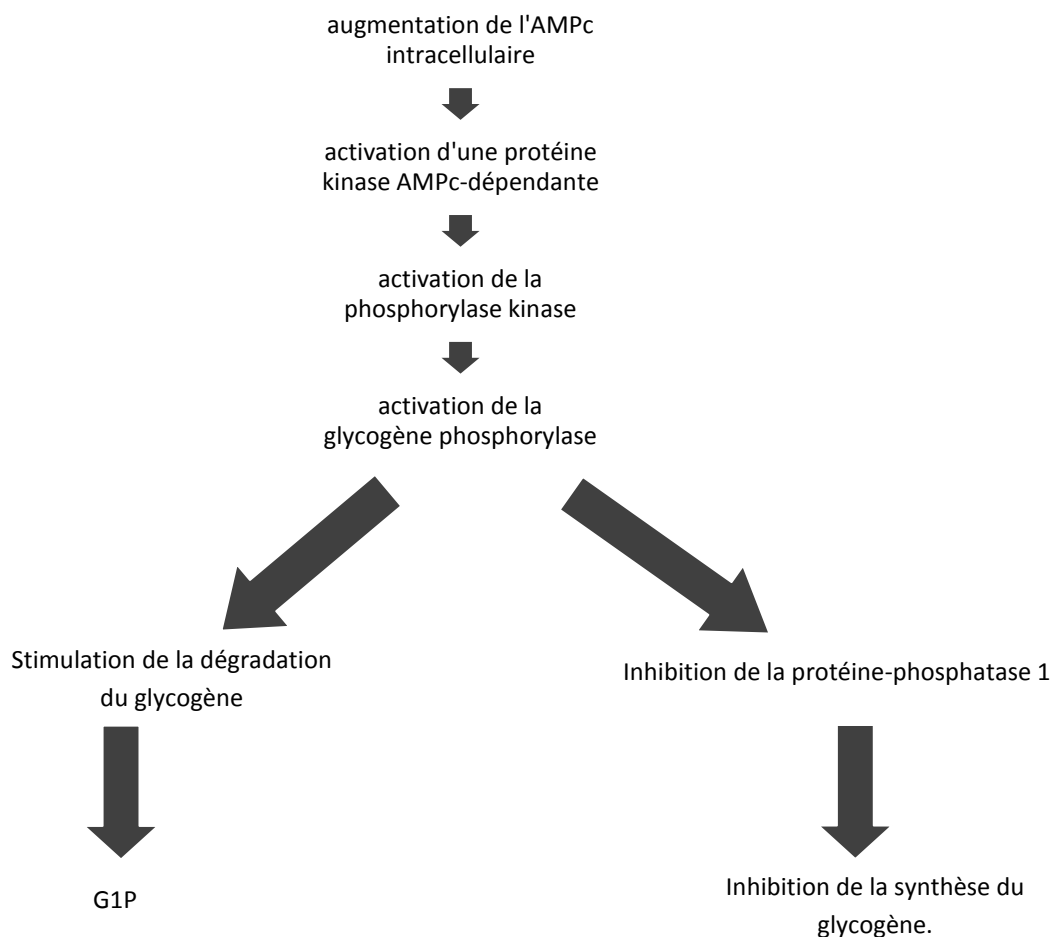 augmentation de l'AMPc
intracellulaire
activation d'une protéine
kinase AMPc-dépendante
activation de la
phosphorylase kinase
activation de la
glycogène phosphorylase
Stimulation de la dégradation
du glycogène
Inhibition de la protéine-phosphatase 1
G1P
Inhibition de la synthèse du
glycogène.